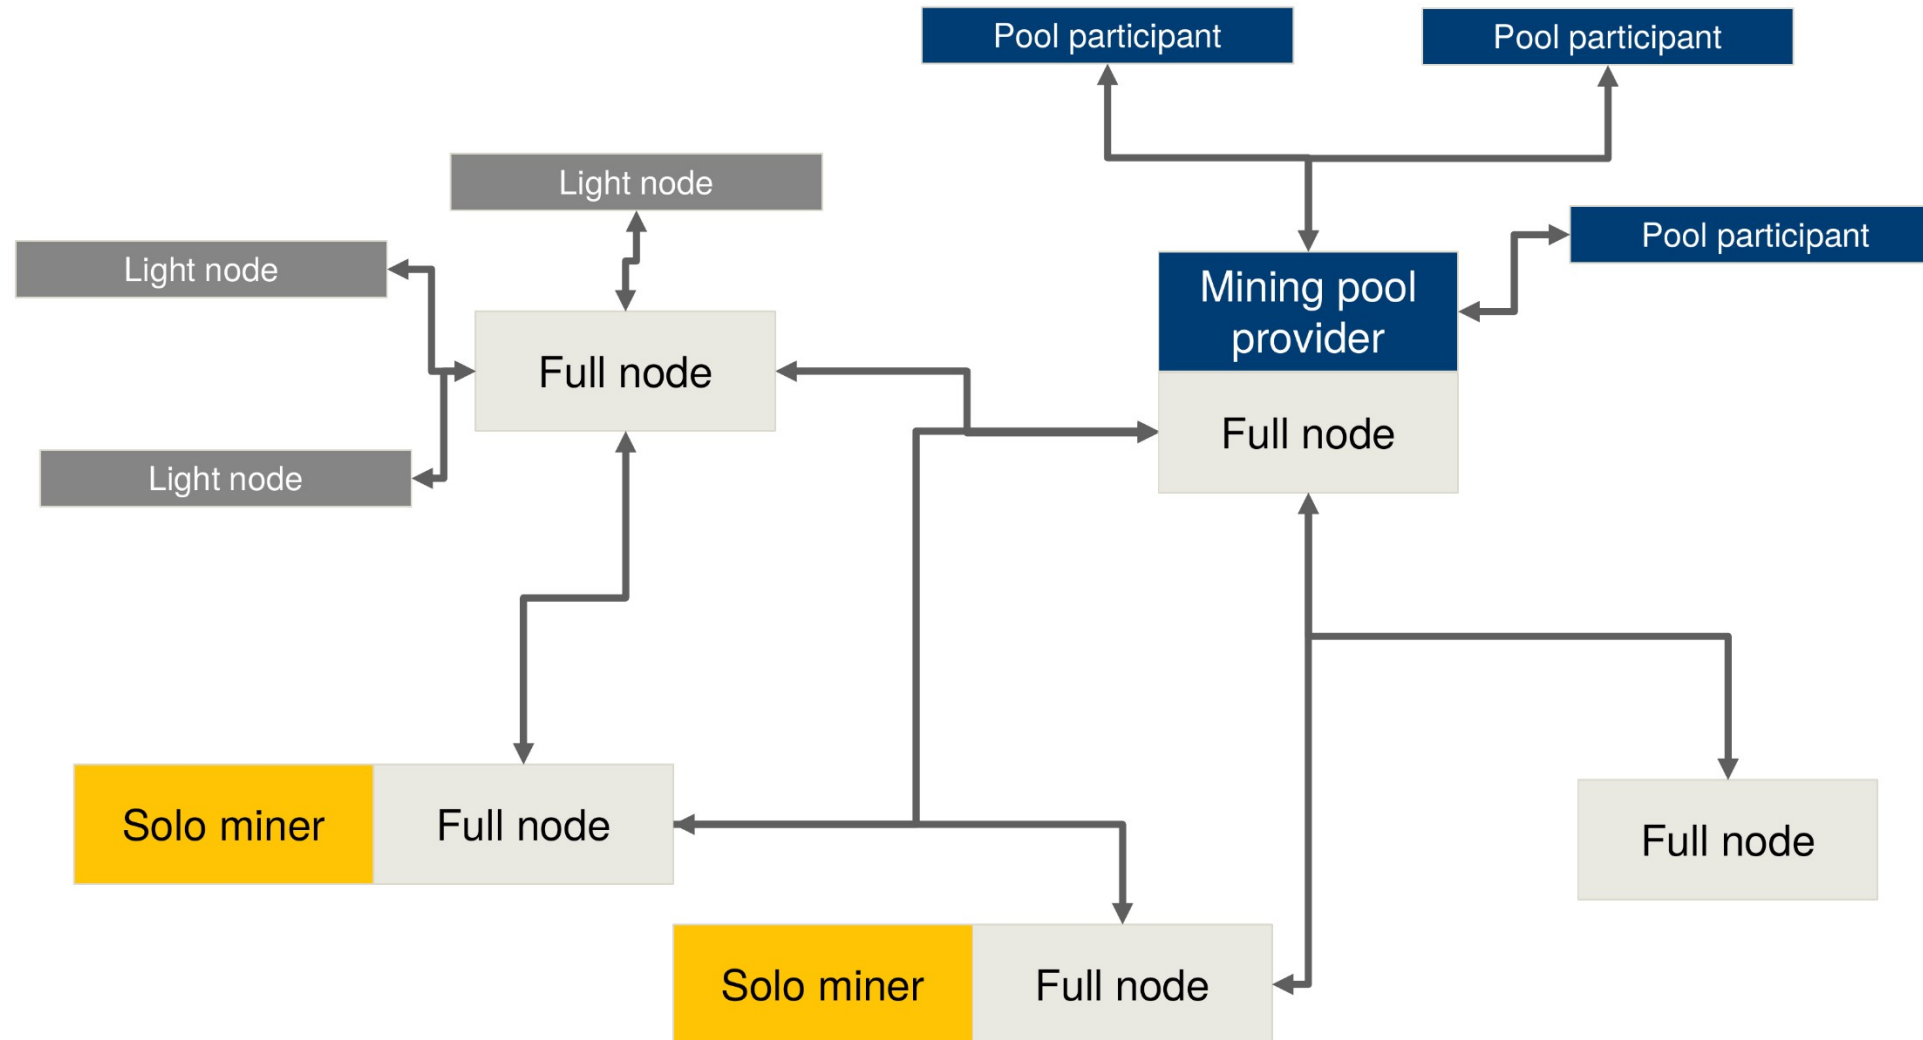 Pool participant
Pool participant
Light node
Pool participant
Light node
Mining pool
provider
Full node
Full node
Light node
Solo miner
Full node
Full node
Solo miner
Full node